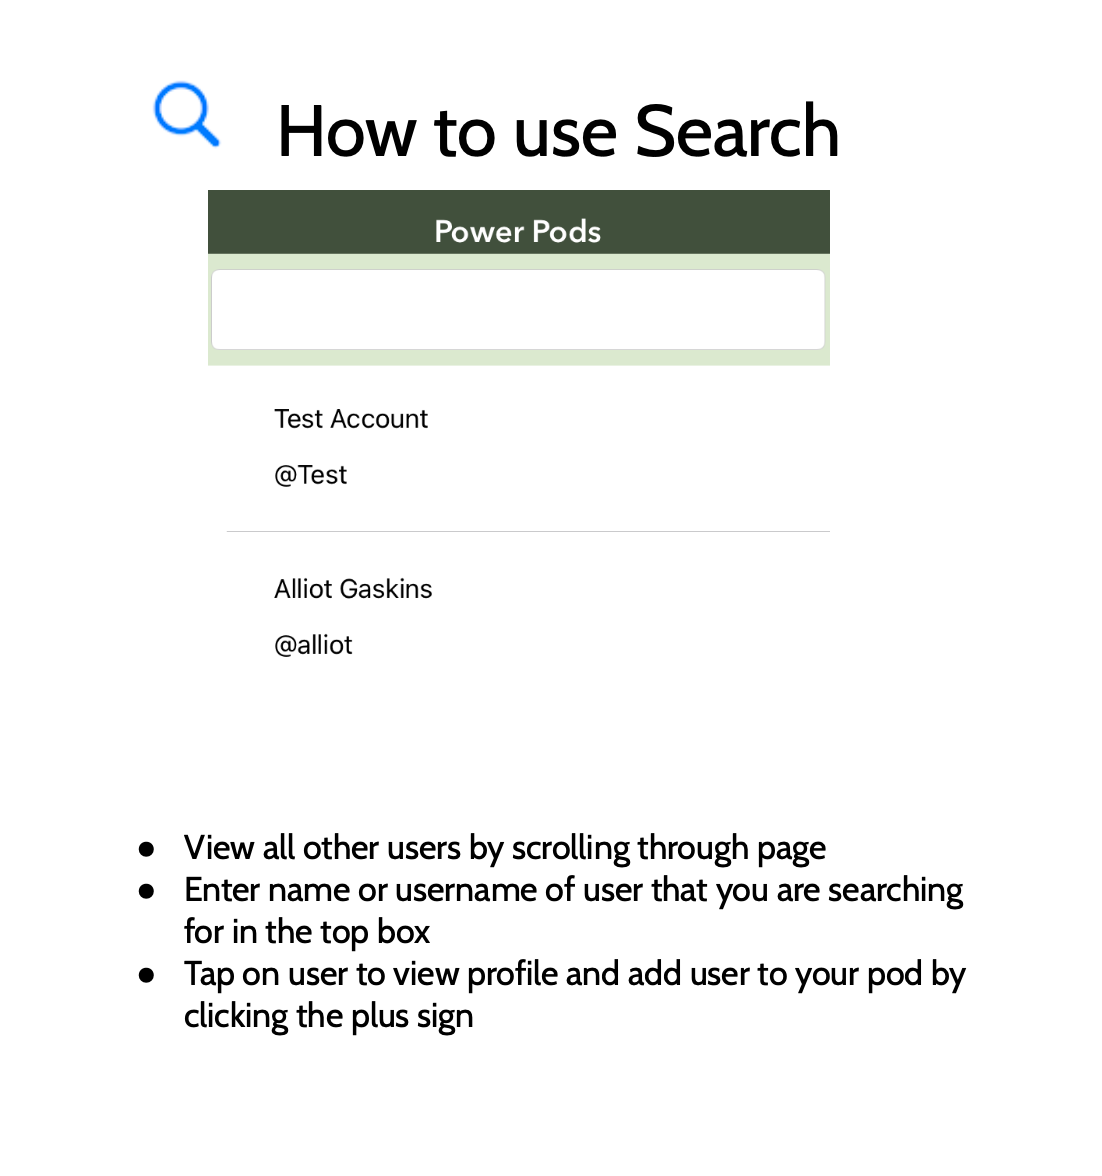 How to use Search
Power Pods
Test Account
@Test
Alliot Gaskins
@alliot
● View all other users by scrolling through page
● Enter name or username of user that you are searching
for in the top box
● Tap on user to view profile and add user to your pod by
clicking the plus sign